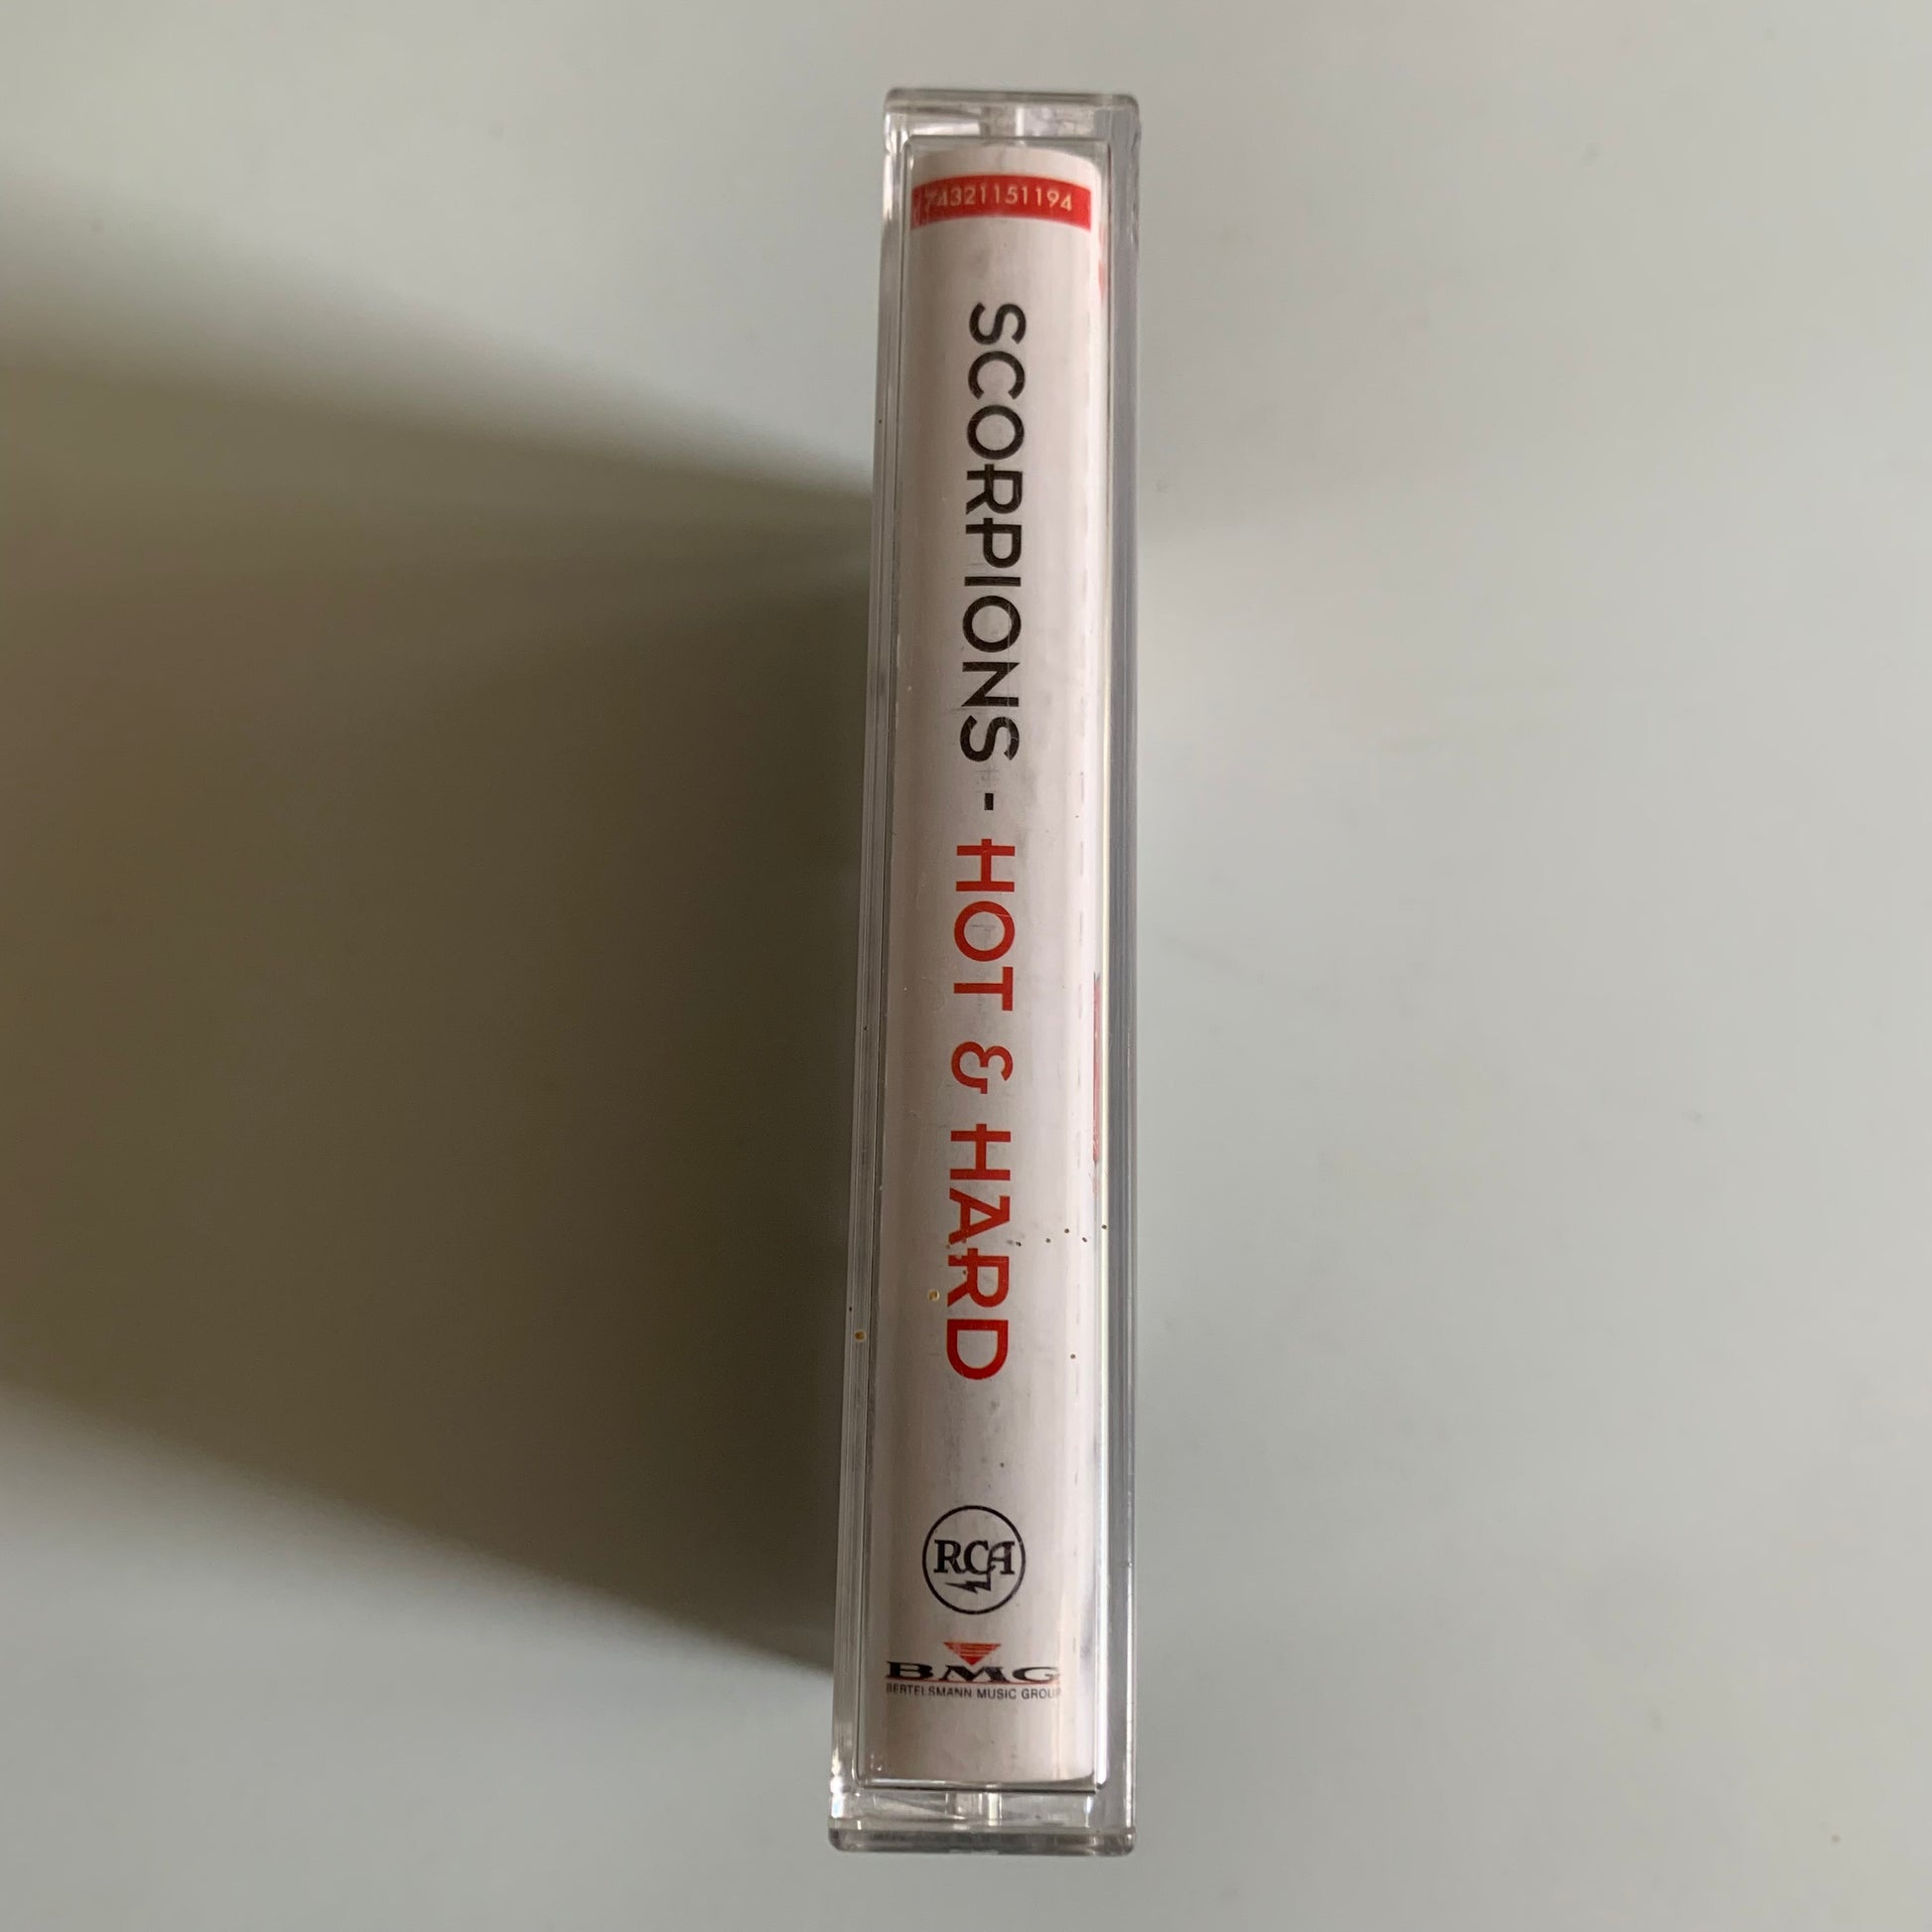 74321151194
SCORPIONS - HOT & HARD
RCA
BMG
BERTELSMANN MUSIC GROUP